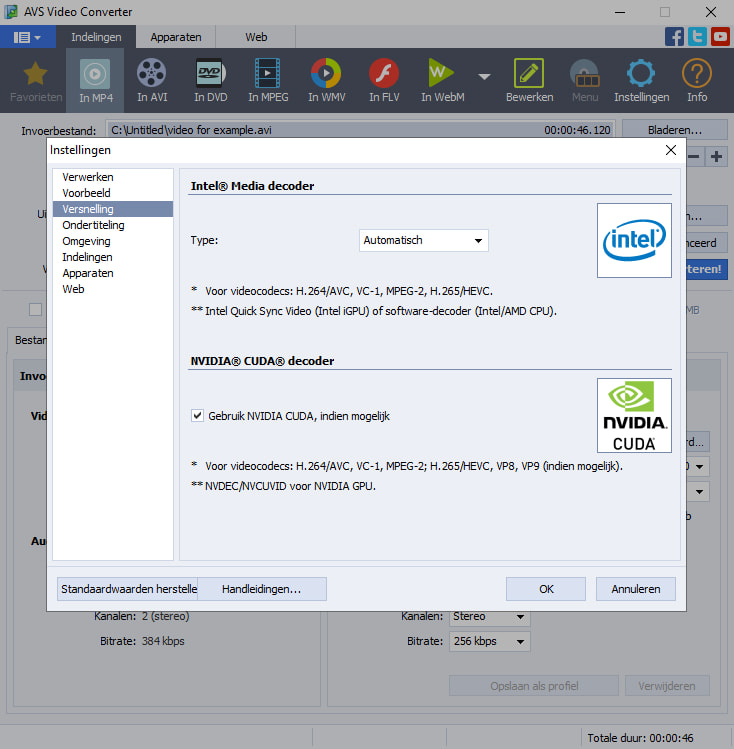 AVS Video Converter
Indelingen
Apparaten
Web
Favorieten
In MP4
In AVI
DVD
In DVD
In MPEG
In WMV
In FLV
W
In WebM
Bewerken
Menu
Instellingen
Info
Invoerbestand:
C:\Untitled\video for example.avi
00:00:46.120
Bladeren...
Instellingen
Verwerken
Voorbeeld
Versnelling
Ondertiteling
Omgeving
Indelingen
Apparaten
Web
Intel® Media decoder
Type:
Automatisch
intel
* Voor videocodecs: H.264/AVC, VC-1, MPEG-2, H.265/HEVC.
** Intel Quick Sync Video (Intel iGPU) of software-decoder (Intel/AMD CPU).
NVIDIA® CUDA® decoder
Gebruik NVIDIA CUDA, indien mogelijk
NVIDIA.
CUDA
* Voor videocodecs: H.264/AVC, VC-1, MPEG-2; H.265/HEVC, VP8, VP9 (indien mogelijk).
** NVDEC/NVCUVID voor NVIDIA GPU.
Standaardwaarden herstelle
Handleidingen...
OK
Annuleren
MB
Kanalen: 2 (stereo)
Bitrate: 384 kbps
Kanalen: Stereo
Bitrate: 256 kbps
Opslaan als profiel
Verwijderen
Totale duur: 00:00:46